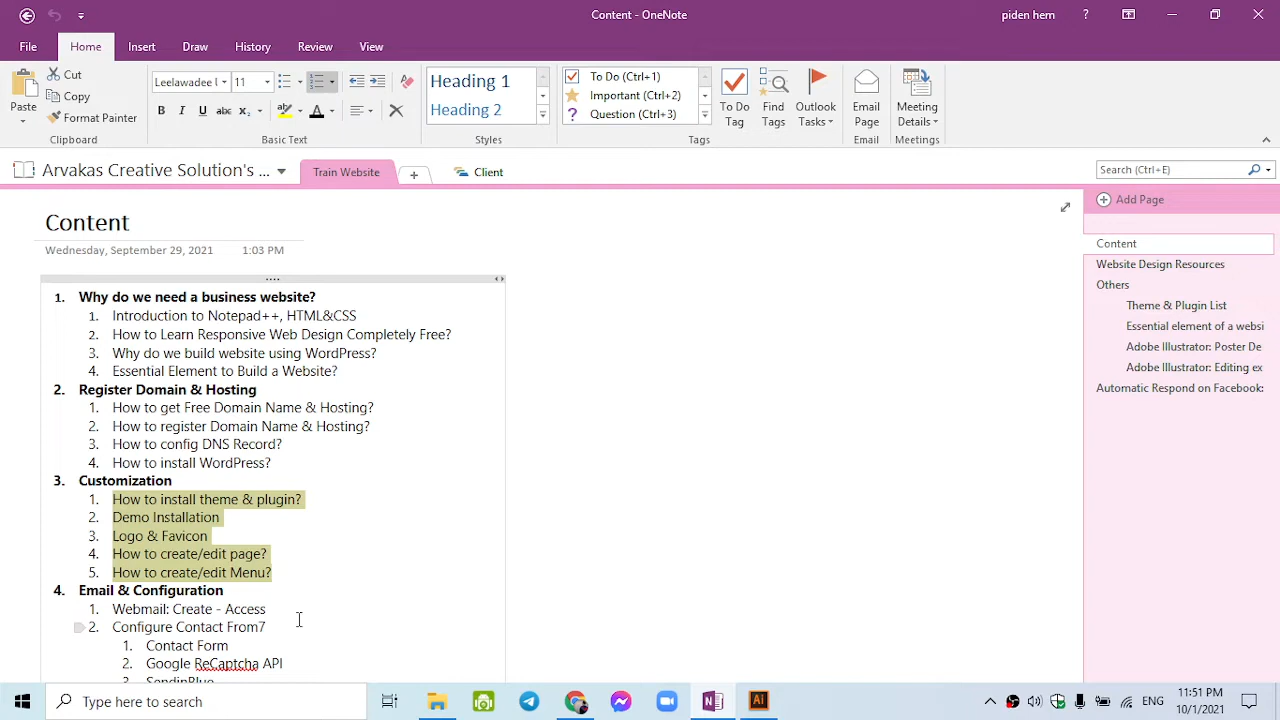 Content - OneNote
piden hern
File Home Insert Draw History Review View
Cut
Leelawadee 11
Heading 1
To Do (Ctrl+1)
Paste
Copy
Important (Ctrl+2)
To Do Find Outlook Email Meeting
Format Painter
B I U abc X2 A
Heading 2
Question (Ctrl+3)
Tag Tags Tasks Page Details
Clipboard Basic Text Styles Tags Email Meetings
Arvakas Creative Solution's ... Train Website + Client
Search (Ctrl+E)
Add Page
Content
Wednesday, September 29, 2021 1:03 PM
1. Why do we need a business website?
1. Introduction to Notepad++, HTML&CSS
2. How to Learn Responsive Web Design Completely Free?
3. Why do we build website using WordPress?
4. Essential Element to Build a Website?
2. Register Domain & Hosting
1. How to get Free Domain Name & Hosting?
2. How to register Domain Name & Hosting?
3. How to config DNS Record?
4. How to install WordPress?
3. Customization
1. How to install theme & plugin?
2. Demo Installation
3. Logo & Favicon
4. How to create/edit page?
5. How to create/edit Menu?
4. Email & Configuration
1. Webmail: Create - Access
2. Configure Contact From7
1. Contact Form
2. Google ReCaptcha API
3. SendinBlue
Content
Website Design Resources
Others
Theme & Plugin List
Essential element of a websi
Adobe Illustrator: Poster De
Adobe Illustrator: Editing ex
Automatic Respond on Facebook:
Type here to search
N
Ai
ENG
11:51 PM
10/1/2021